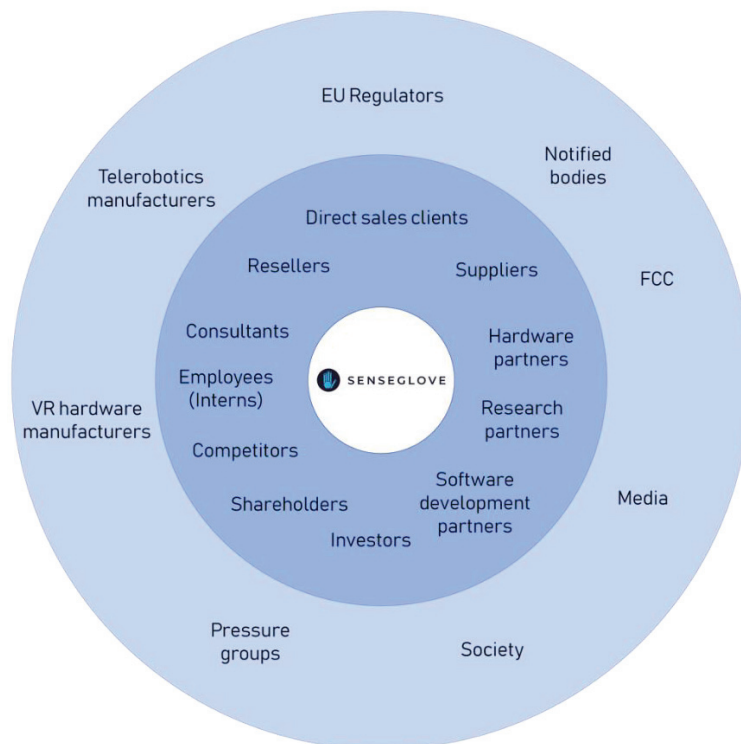 EU Regulators
Notified
bodies
Telerobotics
manufacturers
Direct sales clients
Resellers
Suppliers
FCC
Consultants
Hardware
partners
Employees
(Interns)
SENSEGLOVE
VR hardware
manufacturers
Research
partners
Competitors
Software
development
partners
Shareholders
Media
Investors
Pressure
groups
Society